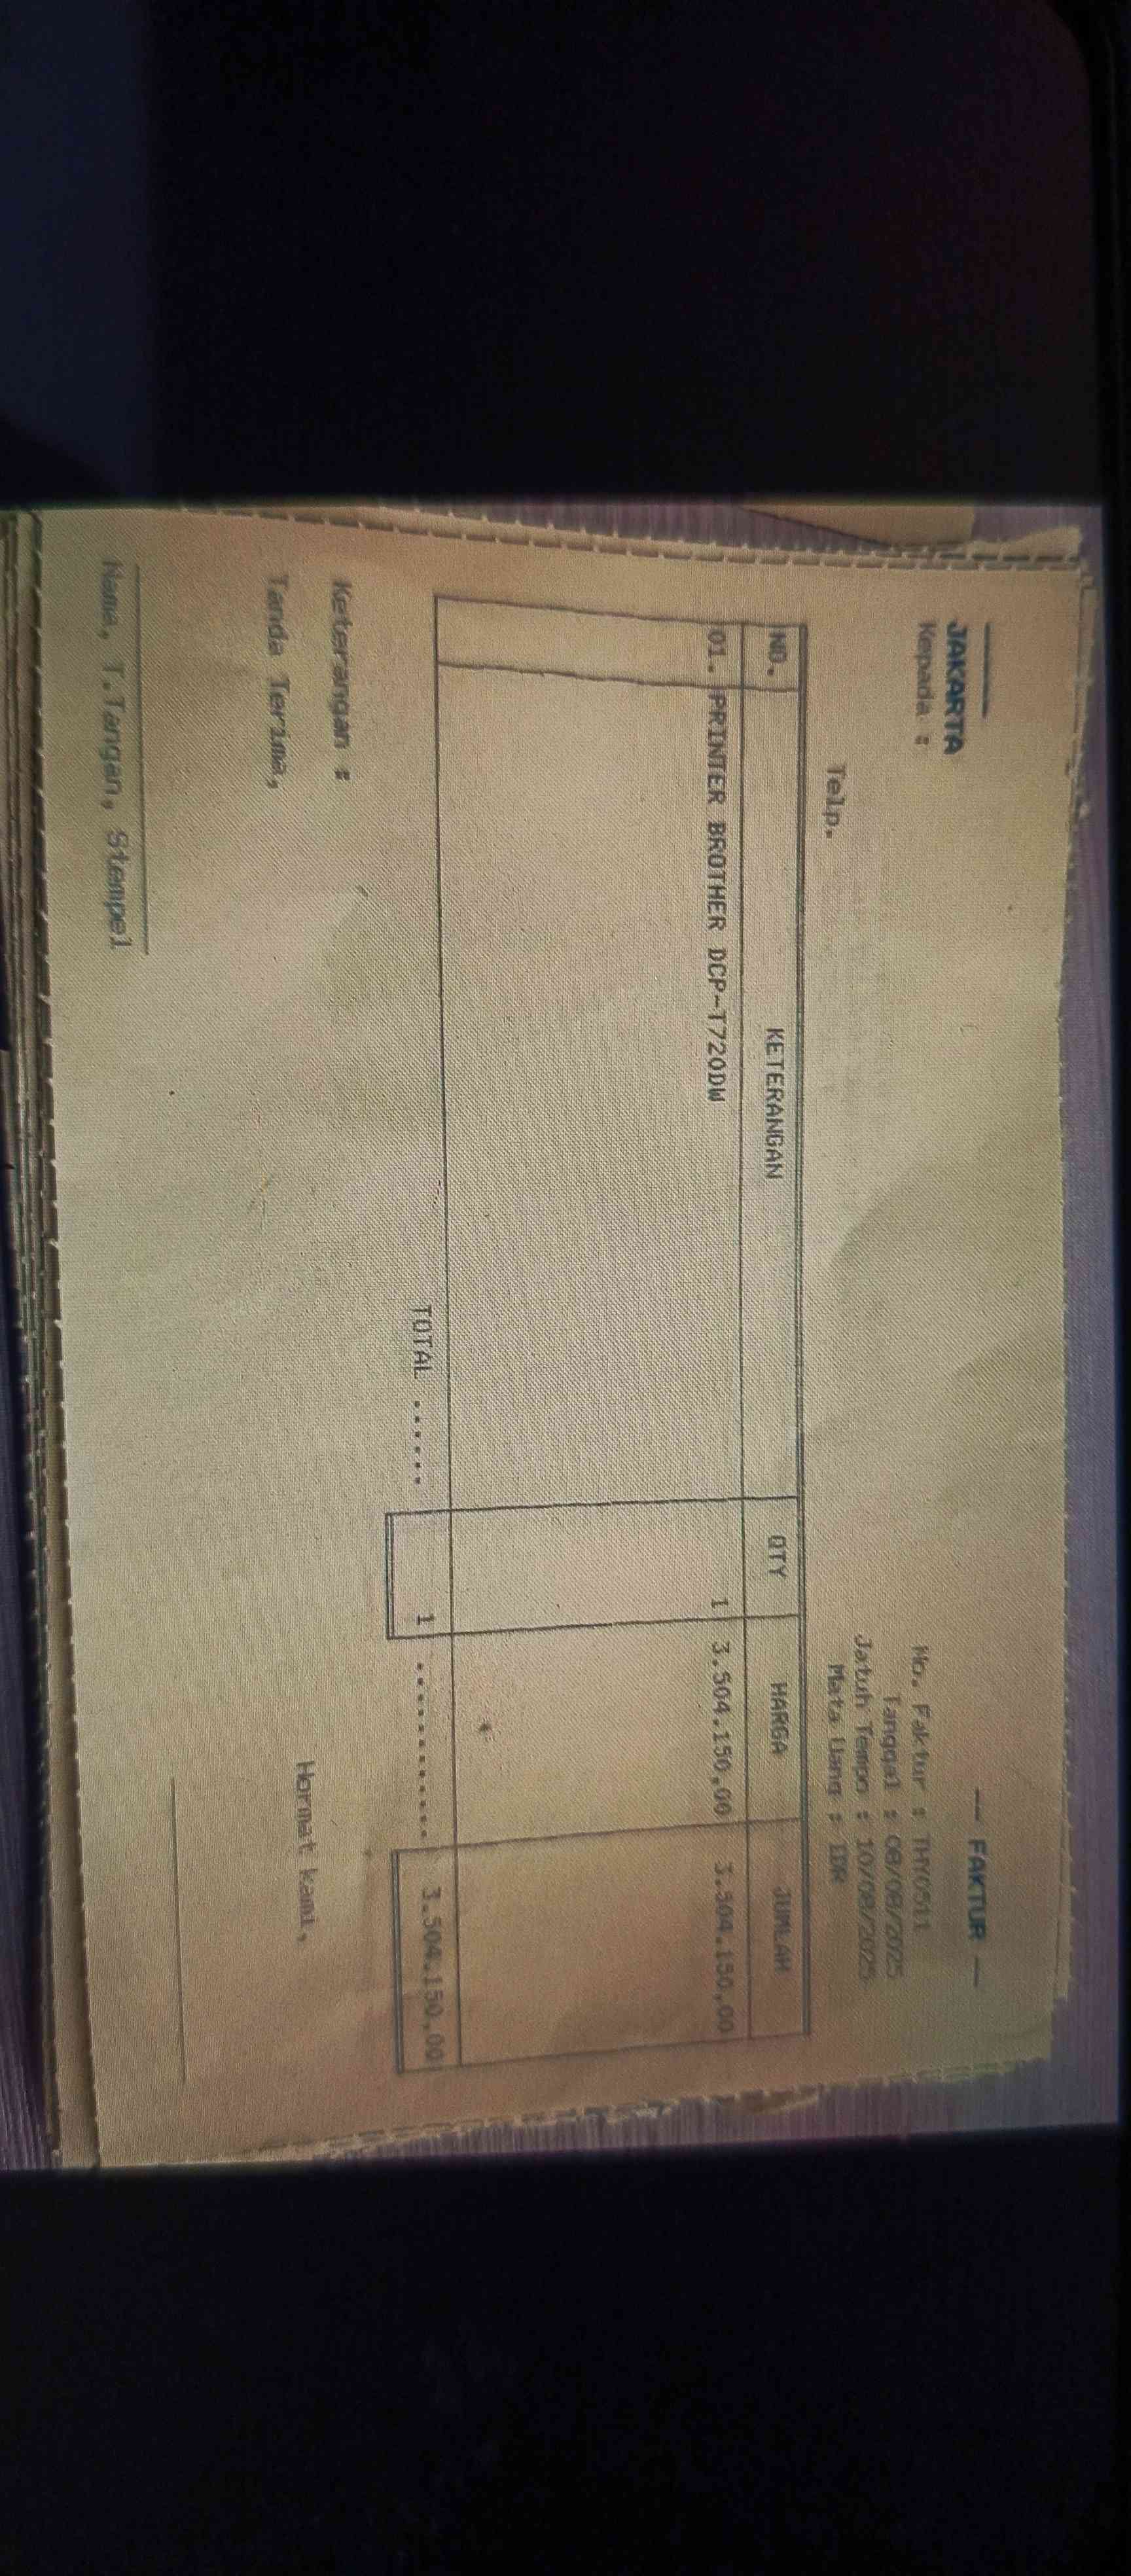 — FAKTUR —
JAKARTA
Kepada :
No. Faktur : THY0511
Tanggal : 08/08/2025
Jatuh Tempo : 10/08/2025
Telp.
Mata Uang : IDR
NO. KETERANGAN QTY HARGA JUMLAH
01. PRINTER BROTHER DCP-T720DW 1 3.504.150,00 3.504.150,00
TOTAL ...... 1 ........... 3.504.150,00
Keterangan :
Tanda Terima,
Hormat kami,
Nama, T.Tangan, Stempel